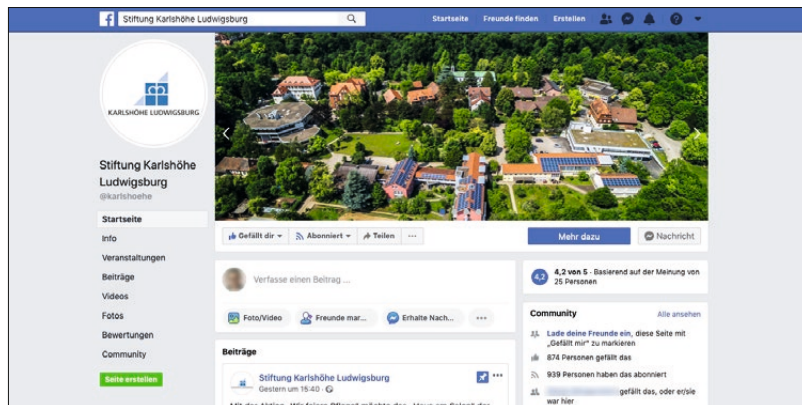 Stiftung Karlshöhe Ludwigsburg
Startseite
Freunde finden
Erstellen
KARLSHÖHE LUDWIGSBURG
Stiftung Karlshöhe
Ludwigsburg
@karlshoehe
Startseite
Info
Veranstaltungen
Beiträge
Videos
Fotos
Bewertungen
Community
Seite erstellen
Gefällt dir
Abonniert
Teilen
Mehr dazu
Nachricht
Verfasse einen Beitrag ...
Foto/Video
Freunde mar...
Erhalte Nach...
Beiträge
Stiftung Karlshöhe Ludwigsburg
Gestern um 15:40
4,2
4,2 von 5 · Basierend auf der Meinung von
25 Personen
Community
Alle ansehen
Lade deine Freunde ein, diese Seite mit
„Gefällt mir“ zu markieren
874 Personen gefällt das
939 Personen haben das abonniert
gefällt das, oder er/sie
war hier